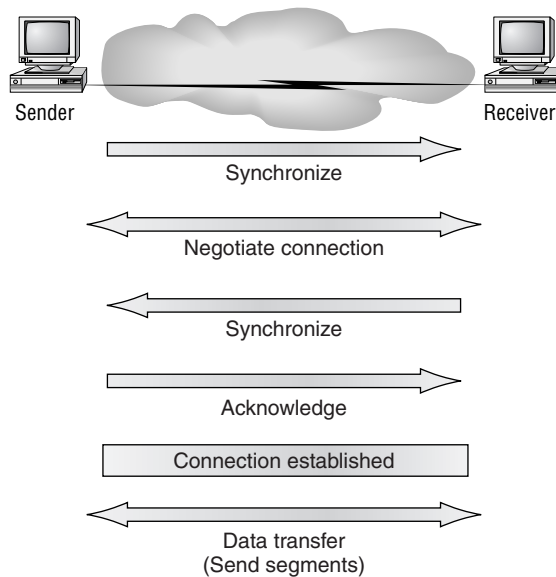 Sender
Receiver
Synchronize
Negotiate connection
Synchronize
Acknowledge
Connection established
Data transfer
(Send segments)